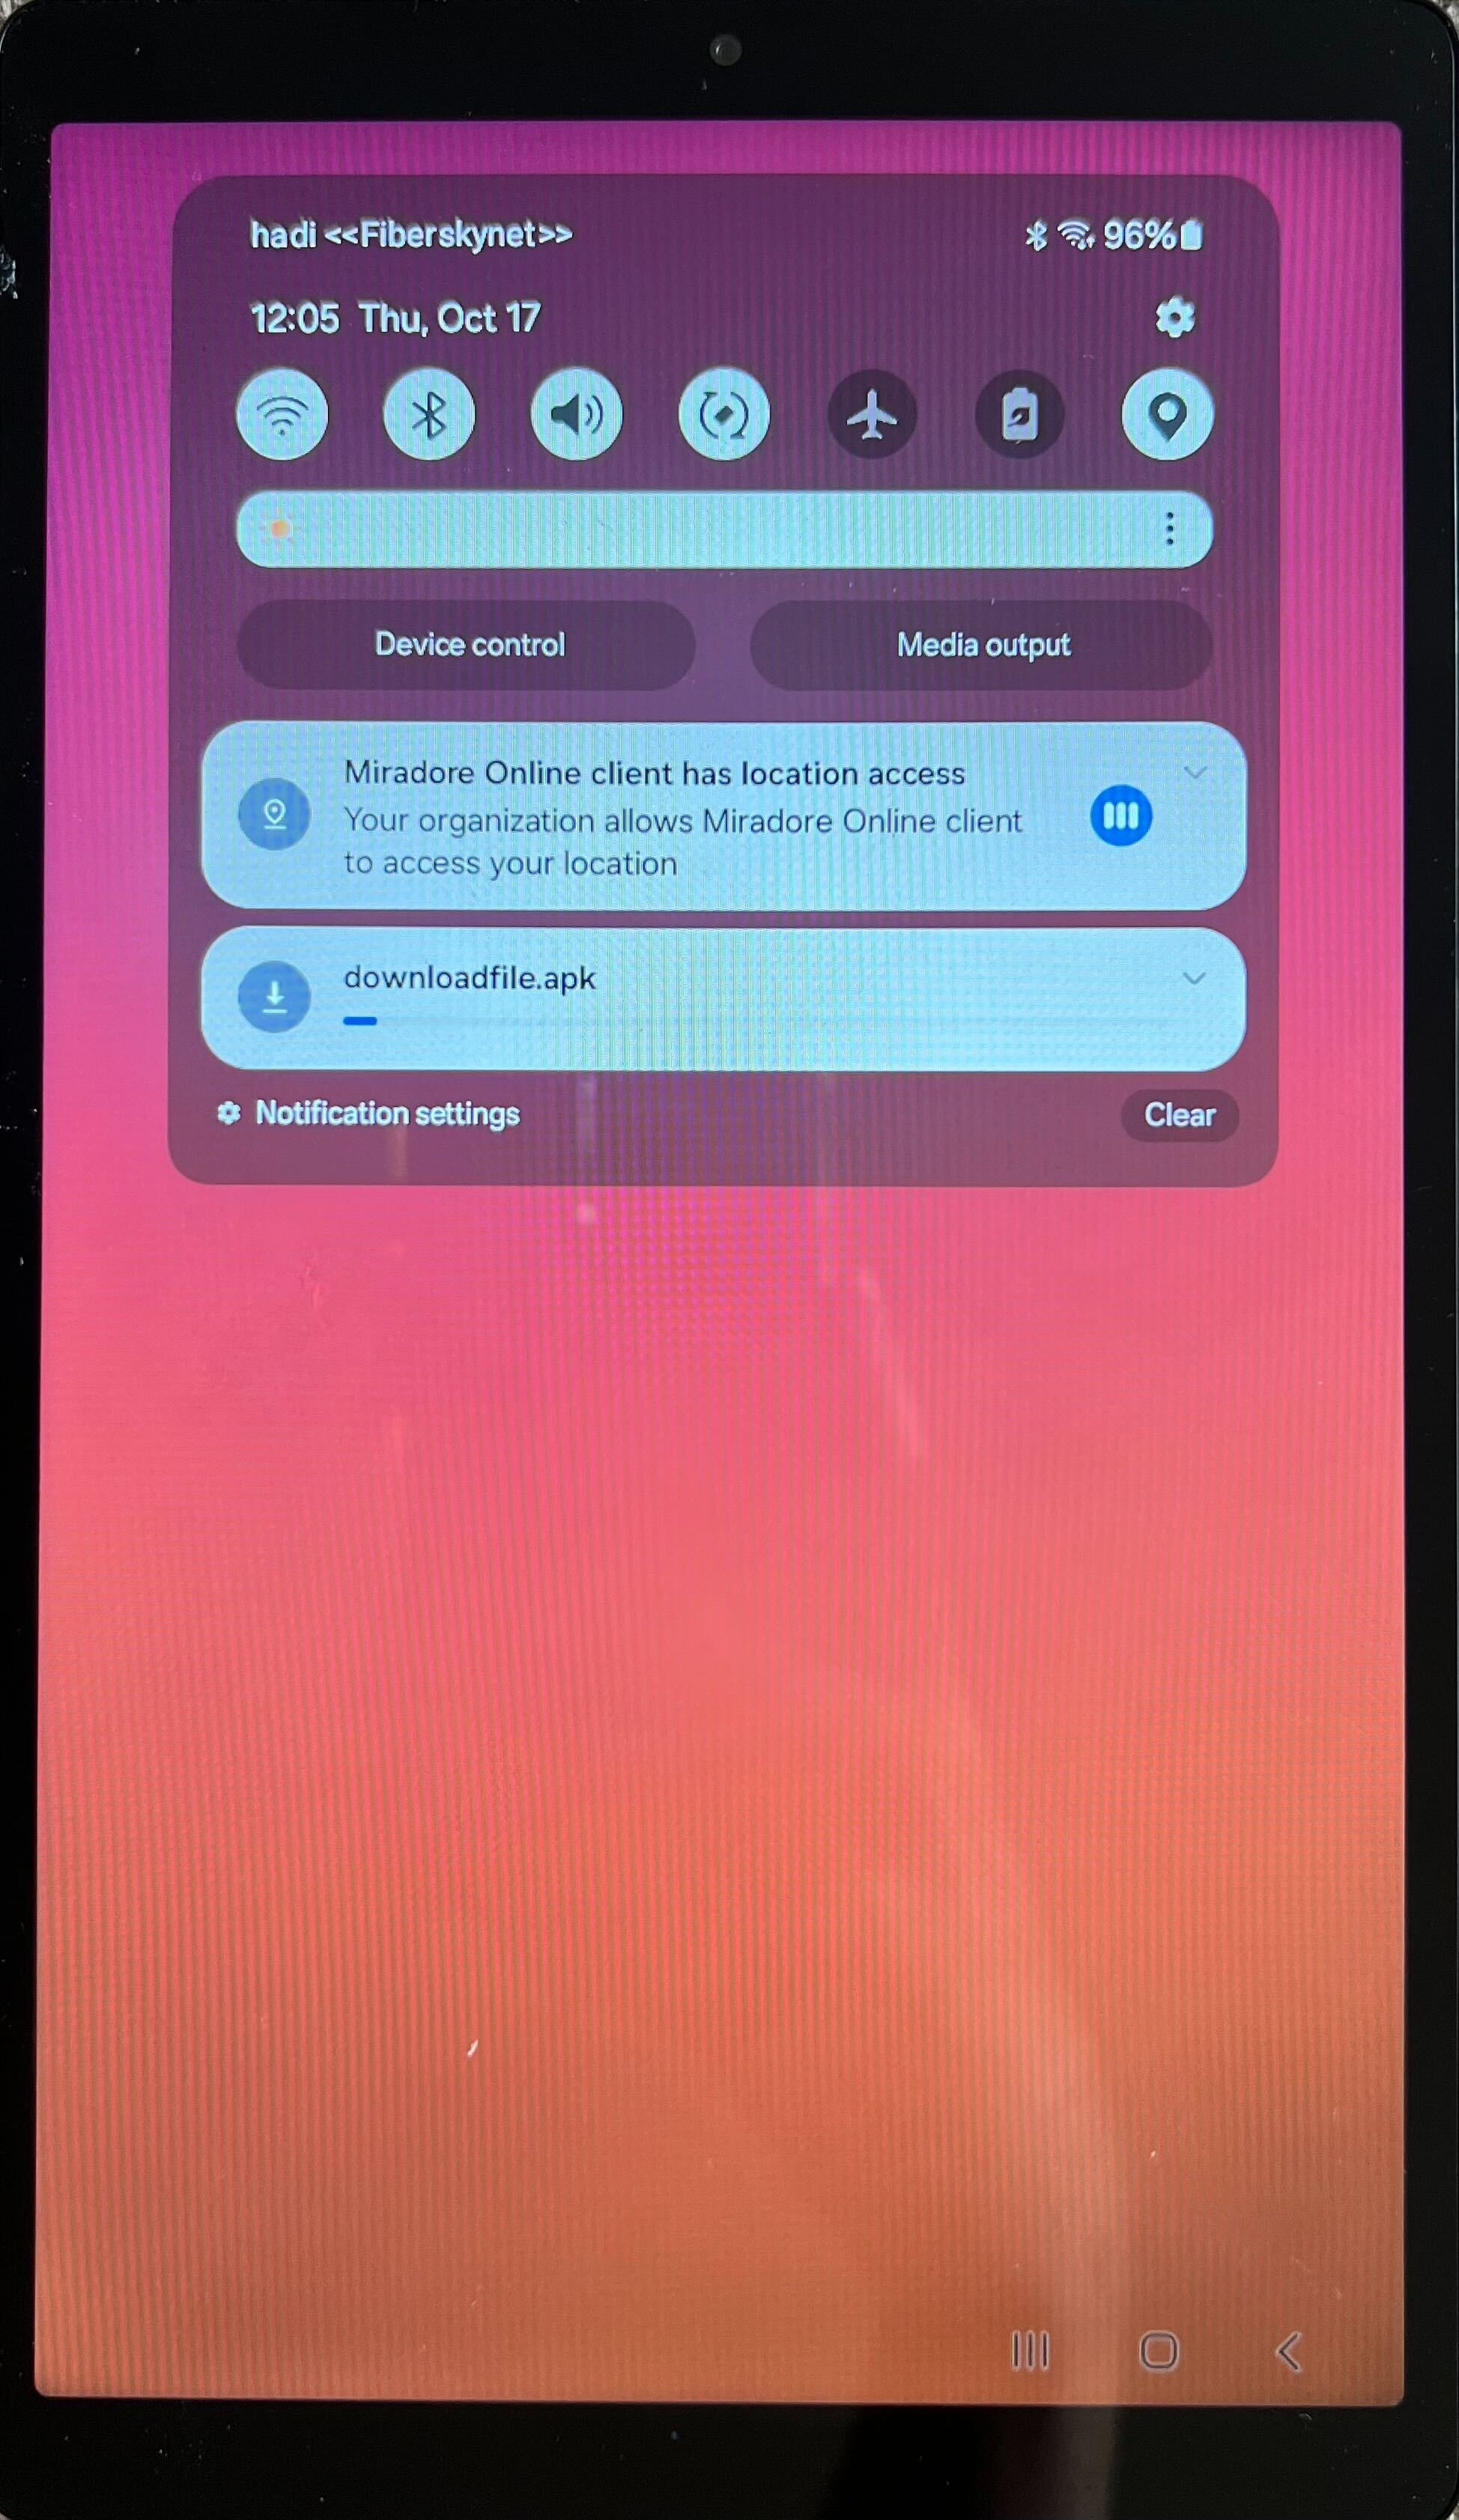 hadi <<Fiberskynet>>
96%
12:05 Thu, Oct 17
Device control
Media output
Miradore Online client has location access
Your organization allows Miradore Online client
to access your location
downloadfile.apk
Notification settings
Clear